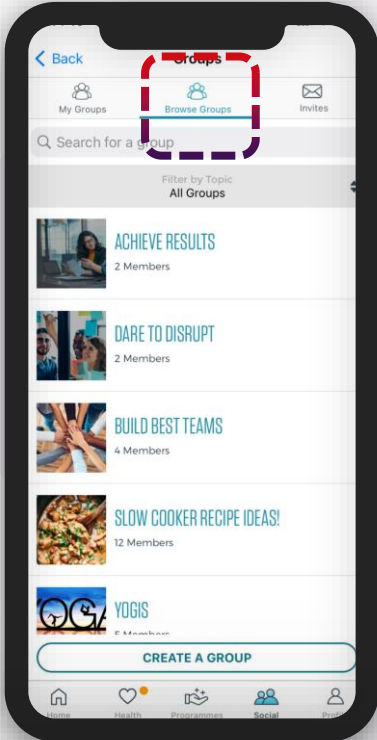 Back
Groups
My Groups
Browse Groups
Invites
Search for a group
Filter by Topic
All Groups
ACHIEVE RESULTS
2 Members
DARE TO DISRUPT
2 Members
BUILD BEST TEAMS
4 Members
SLOW COOKER RECIPE IDEAS!
12 Members
YOGIS
5 Members
CREATE A GROUP
Home
Health
Programmes
Social